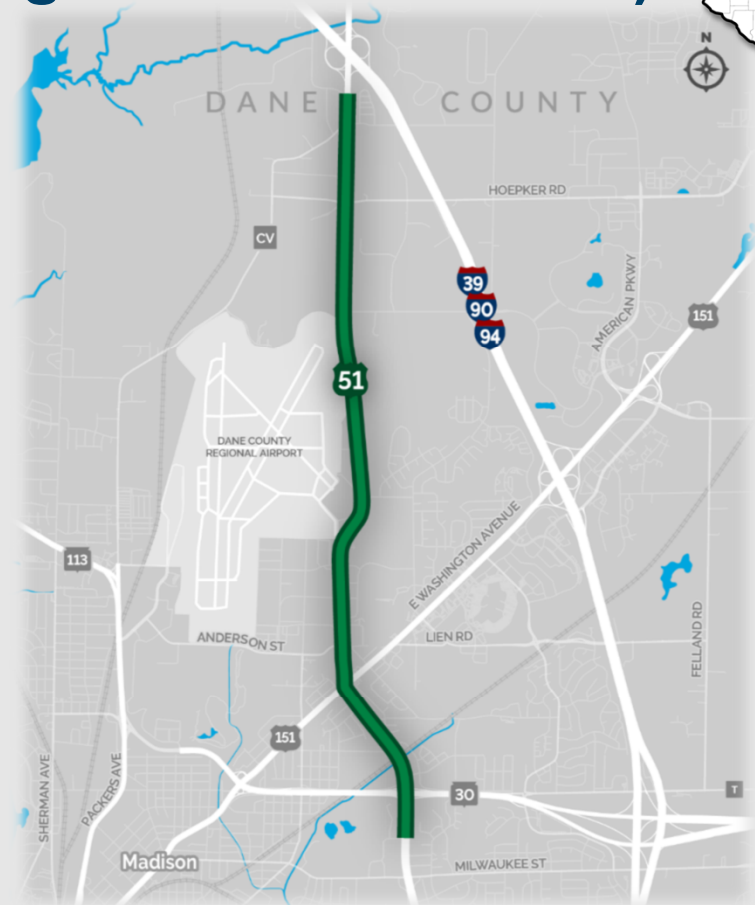 N
DANE COUNTY
HOEPKER RD
CV
39
90
94
AMERICAN PKWY
151
51
DANE COUNTY
REGIONAL AIRPORT
E WASHINGTON AVENUE
113
ANDERSON ST
LIEN RD
FELLAND RD
151
SHERMAN AVE
PACKERS AVE
30
T
Madison
MILWAUKEE ST